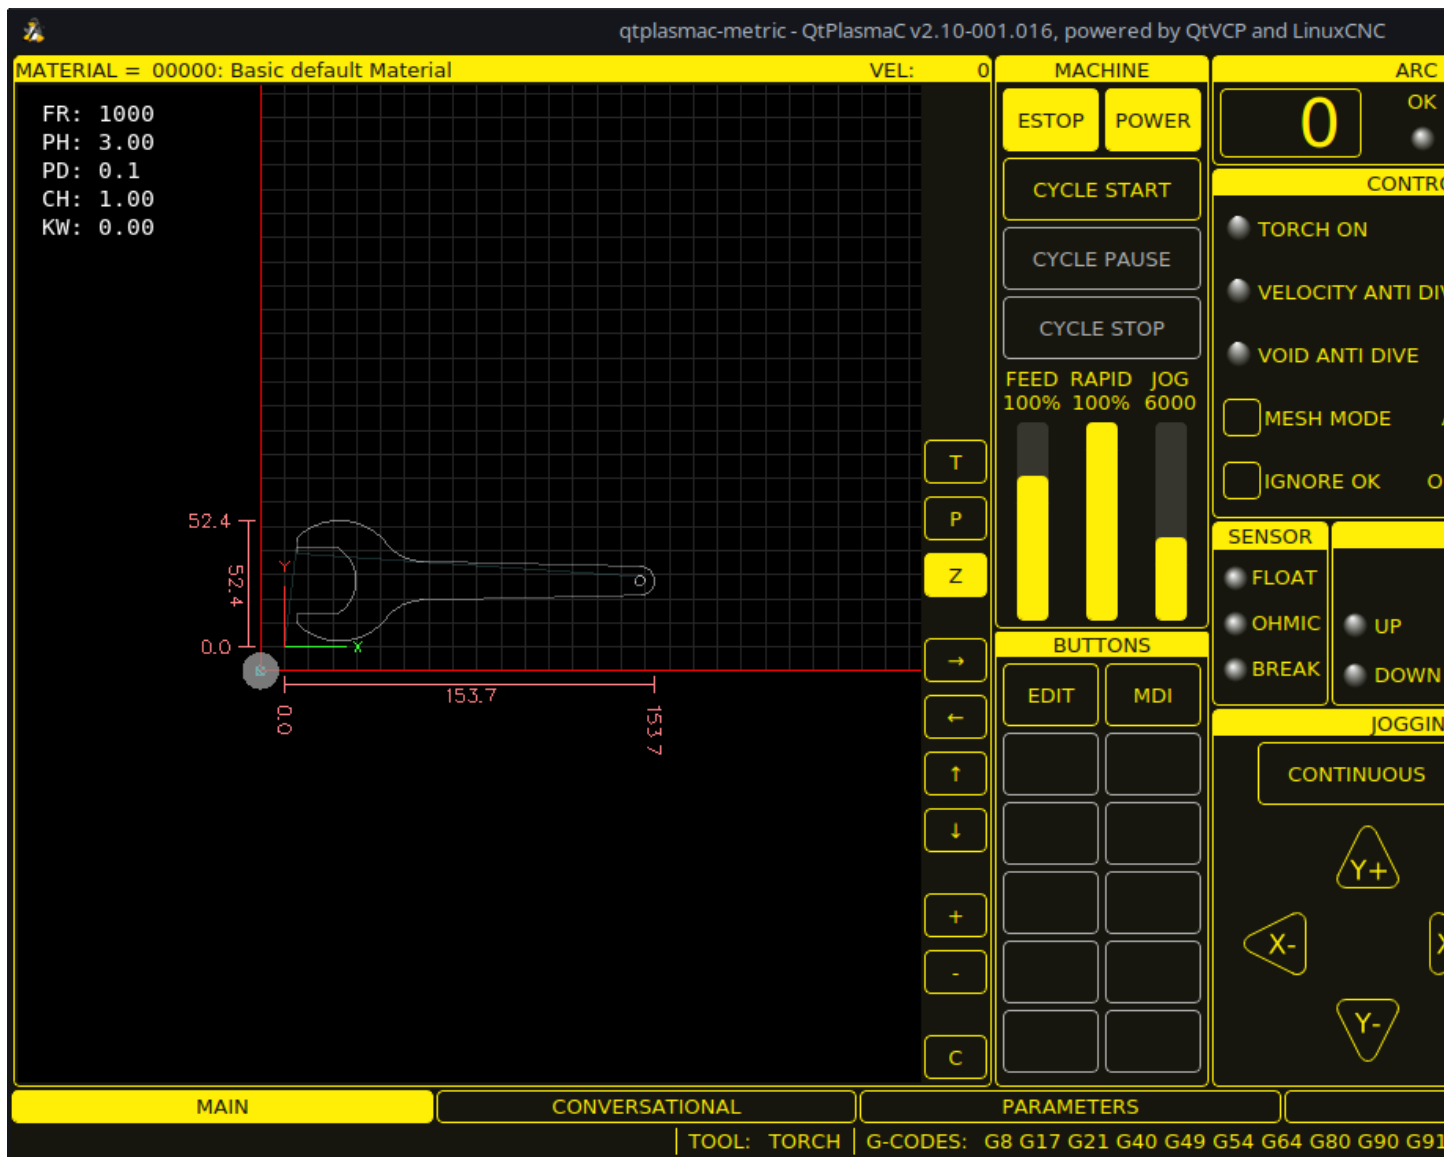 qtplasmac-metric - QtPlasmaC v2.10-001.016, powered by QtVCP and LinuxCNC
MATERIAL = 00000: Basic default Material VEL: 0
FR: 1000
PH: 3.00
PD: 0.1
CH: 1.00
KW: 0.00
52.4
52.4
0.0
Y
X
153.7
0.0
153.7
T
P
Z
→
←
↑
↓
+
-
C
MACHINE
ESTOP POWER
CYCLE START
CYCLE PAUSE
CYCLE STOP
FEED RAPID JOG
100% 100% 6000
BUTTONS
EDIT MDI
ARC
0 OK
CONTRO
TORCH ON
VELOCITY ANTI DIV
VOID ANTI DIVE
MESH MODE
IGNORE OK O
SENSOR
FLOAT
OHMIC
BREAK
UP
DOWN
JOGGIN
CONTINUOUS
Y+
X-
Y-
MAIN CONVERSATIONAL PARAMETERS
TOOL: TORCH G-CODES: G8 G17 G21 G40 G49 G54 G64 G80 G90 G91